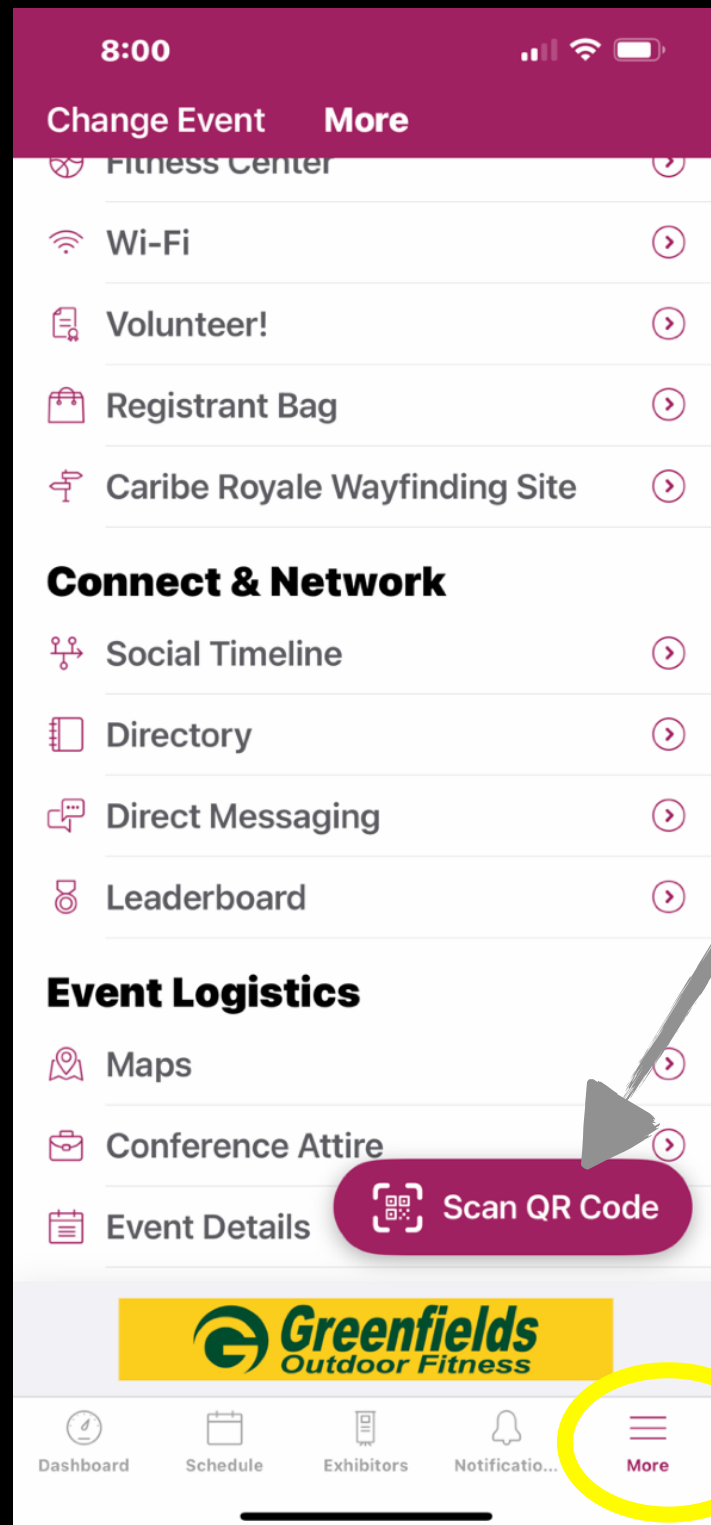 8:00
Change Event More
Fitness Center
Wi-Fi
Volunteer!
Registrant Bag
Caribe Royale Wayfinding Site
Connect & Network
Social Timeline
Directory
Direct Messaging
Leaderboard
Event Logistics
Maps
Conference Attire
Scan QR Code
Event Details
Greenfields
Outdoor Fitness
Dashboard Schedule Exhibitors Notificatio... More